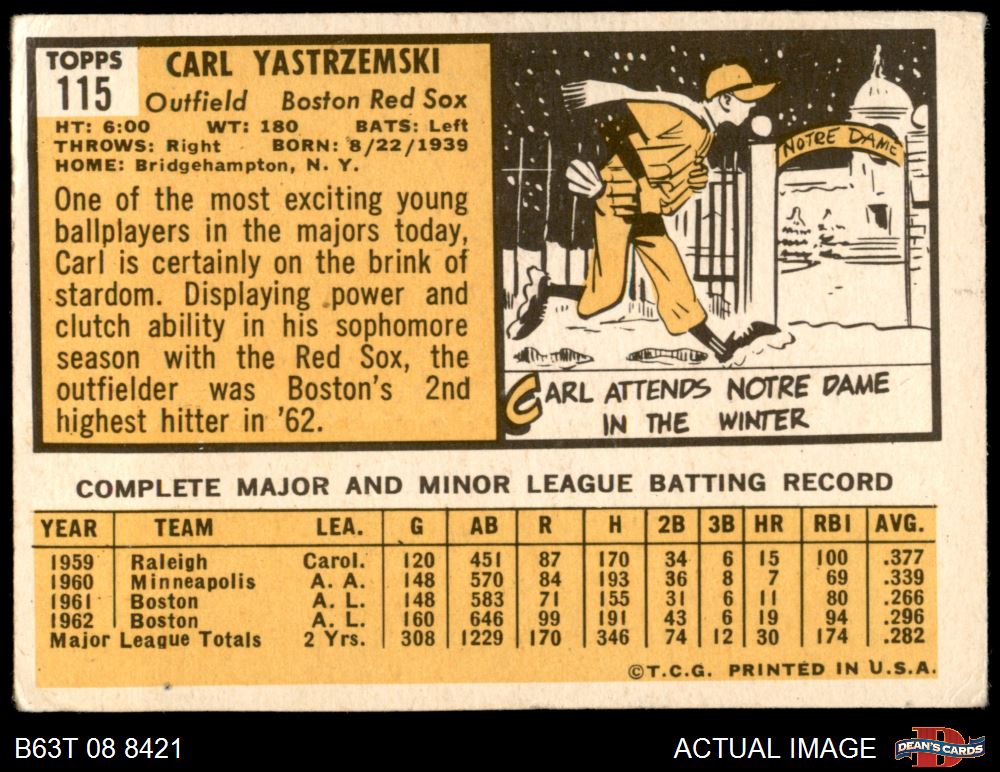 TOPPS
115
CARL YASTRZEMSKI
Outfield Boston Red Sox
HT: 6:00 WT: 180 BATS: Left
THROWS: Right BORN: 8/22/1939
HOME: Bridgehampton, N. Y.
One of the most exciting young
ballplayers in the majors today,
Carl is certainly on the brink of
stardom. Displaying power and
clutch ability in his sophomore
season with the Red Sox, the
outfielder was Boston's 2nd
highest hitter in '62.
NOTRE DAME
CARL ATTENDS NOTRE DAME
IN THE WINTER
COMPLETE MAJOR AND MINOR LEAGUE BATTING RECORD
YEAR TEAM LEA. G AB R H 2B 3B HR RBI AVG.
1959 Raleigh Carol. 120 451 87 170 34 6 15 100 .377
1960 Minneapolis A. A. 148 570 84 193 36 8 7 69 .339
1961 Boston A. L. 148 583 71 155 31 6 11 80 .266
1962 Boston A. L. 160 646 99 191 43 6 19 94 .296
Major League Totals 2 Yrs. 308 1229 170 346 74 12 30 174 .282
©T.C.G. PRINTED IN U.S.A.
B63T 08 8421
ACTUAL IMAGE
D
DEAN'S CARDS